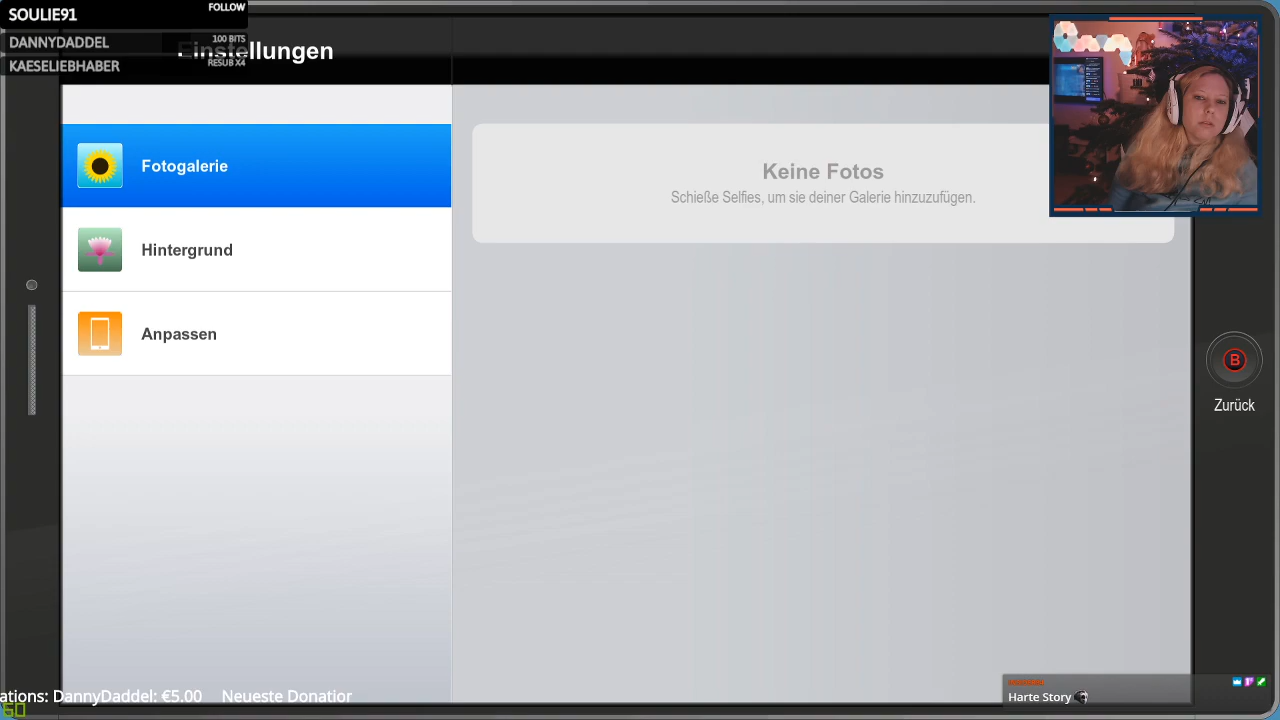 SOULIE91 FOLLOW
DANNYDADDEL 100 BITS
KAESELIEBHABER RESUB X4
Einstellungen
Fotogalerie
Hintergrund
Anpassen
Keine Fotos
Schieße Selfies, um sie deiner Galerie hinzuzufügen.
B
Zurück
ations: DannyDaddel: €5.00 Neueste Donatior
60
Harte Story